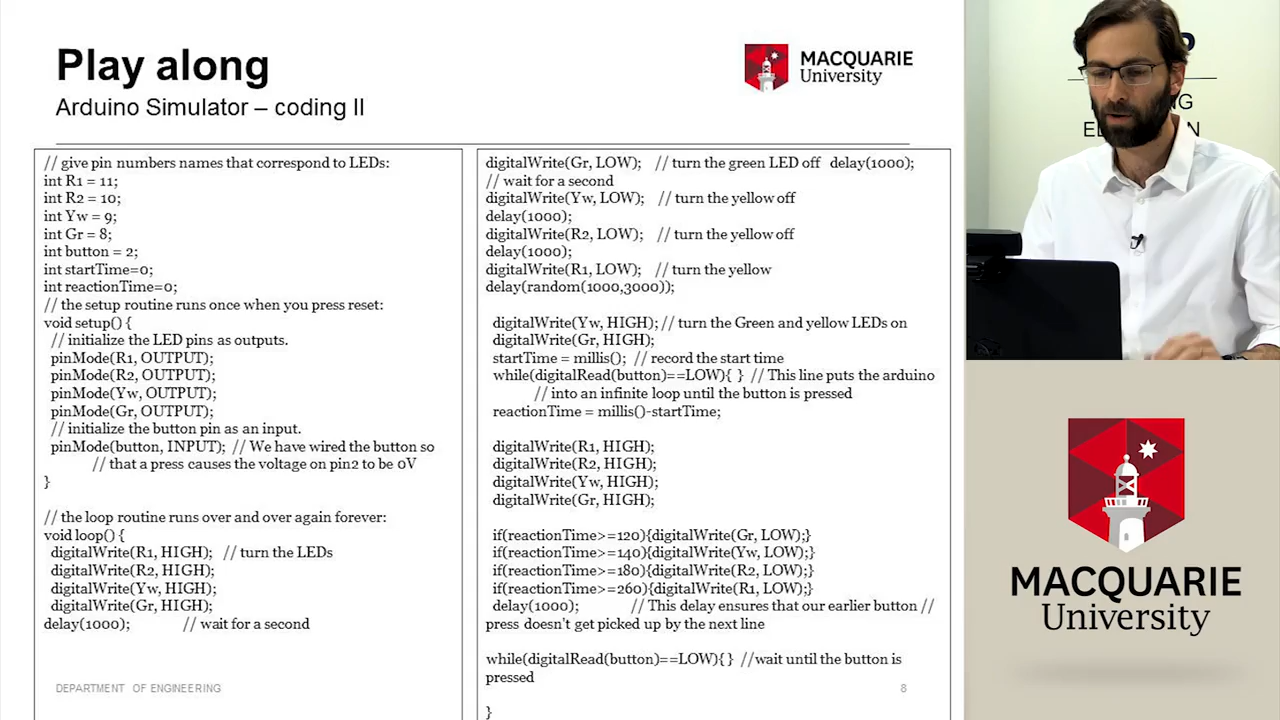 Play along
Arduino Simulator – coding II
MACQUARIE
University
// give pin numbers names that correspond to LEDs:
int R1 = 11;
int R2 = 10;
int Yw = 9;
int Gr = 8;
int button = 2;
int startTime=0;
int reactionTime=0;
// the setup routine runs once when you press reset:
void setup() {
// initialize the LED pins as outputs.
pinMode(R1, OUTPUT);
pinMode(R2, OUTPUT);
pinMode(Yw, OUTPUT);
pinMode(Gr, OUTPUT);
// initialize the button pin as an input.
pinMode(button, INPUT); // We have wired the button so
// that a press causes the voltage on pin2 to be 0V
}
// the loop routine runs over and over again forever:
void loop() {
digitalWrite(R1, HIGH); // turn the LEDs
digitalWrite(R2, HIGH);
digitalWrite(Yw, HIGH);
digitalWrite(Gr, HIGH);
delay(1000); // wait for a second
digitalWrite(Gr, LOW); // turn the green LED off delay(1000);
// wait for a second
digitalWrite(Yw, LOW); // turn the yellow off
delay(1000);
digitalWrite(R2, LOW); // turn the yellow off
delay(1000);
digitalWrite(R1, LOW); // turn the yellow
delay(random(1000,3000));
digitalWrite(Yw, HIGH); // turn the Green and yellow LEDs on
digitalWrite(Gr, HIGH);
startTime = millis(); // record the start time
while(digitalRead(button)==LOW){ } // This line puts the arduino
// into an infinite loop until the button is pressed
reactionTime = millis()-startTime;
digitalWrite(R1, HIGH);
digitalWrite(R2, HIGH);
digitalWrite(Yw, HIGH);
digitalWrite(Gr, HIGH);
if(reactionTime>=120){digitalWrite(Gr, LOW);}
if(reactionTime>=140){digitalWrite(Yw, LOW);}
if(reactionTime>=180){digitalWrite(R2, LOW);}
if(reactionTime>=260){digitalWrite(R1, LOW);}
delay(1000); // This delay ensures that our earlier button //
press doesn't get picked up by the next line
while(digitalRead(button)==LOW){ } //wait until the button is
pressed
}
DEPARTMENT OF ENGINEERING
8
MACQUARIE
University